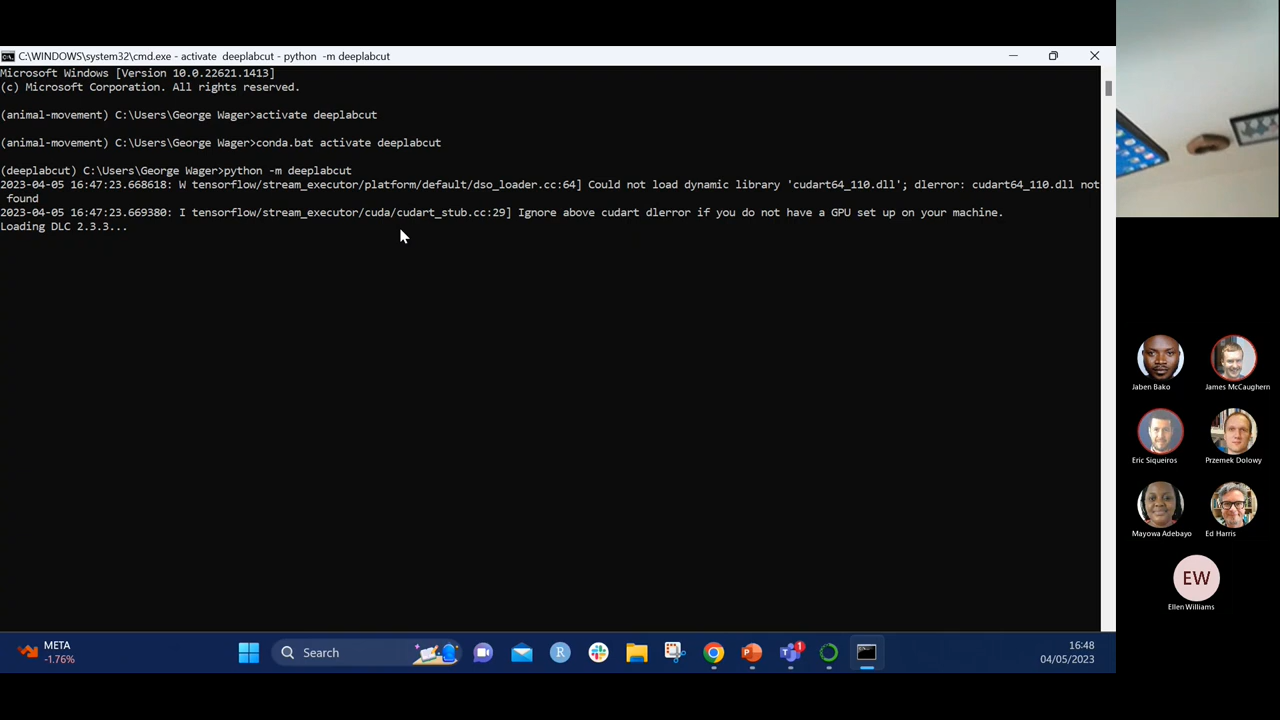 C:\WINDOWS\system32\cmd.exe - activate  deeplabcut - python  -m deeplabcut
Microsoft Windows [Version 10.0.22621.1413]
(c) Microsoft Corporation. All rights reserved.
(animal-movement) C:\Users\George Wager>activate deeplabcut
(animal-movement) C:\Users\George Wager>conda.bat activate deeplabcut
(deeplabcut) C:\Users\George Wager>python -m deeplabcut
2023-04-05 16:47:23.668618: W tensorflow/stream_executor/platform/default/dso_loader.cc:64] Could not load dynamic library 'cudart64_110.dll'; dlerror: cudart64_110.dll not
found
2023-04-05 16:47:23.669380: I tensorflow/stream_executor/cuda/cudart_stub.cc:29] Ignore above cudart dlerror if you do not have a GPU set up on your machine.
Loading DLC 2.3.3...
Jaben Bako
James McCaughern
Eric Siqueiros
Przemek Dolowy
Mayowa Adebayo
Ed Harris
EW
Ellen Williams
META
-1.76%
Search
R
1
16:48
04/05/2023